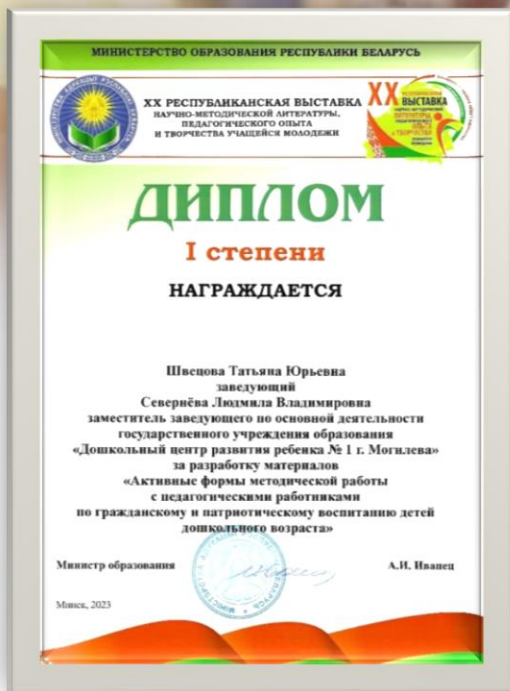 МИНИСТЕРСТВО ОБРАЗОВАНИЯ РЕСПУБЛИКИ БЕЛАРУСЬ
XX РЕСПУБЛИКАНСКАЯ ВЫСТАВКА
НАУЧНО-МЕТОДИЧЕСКОЙ ЛИТЕРАТУРЫ,
ПЕДАГОГИЧЕСКОГО ОПЫТА
И ТВОРЧЕСТВА УЧАЩЕЙСЯ МОЛОДЕЖИ
XX
ВЫСТАВКА
ДИПЛОМ
I степени
НАГРАЖДАЕТСЯ
Швецова Татьяна Юрьевна
заведующий
Севернёва Людмила Владимировна
заместитель заведующего по основной деятельности
государственного учреждения образования
«Дошкольный центр развития ребенка № 1 г. Могилева»
за разработку материалов
«Активные формы методической работы
с педагогическими работниками
по гражданскому и патриотическому воспитанию детей
дошкольного возраста»
Министр образования А.И. Иванец
Минск, 2023